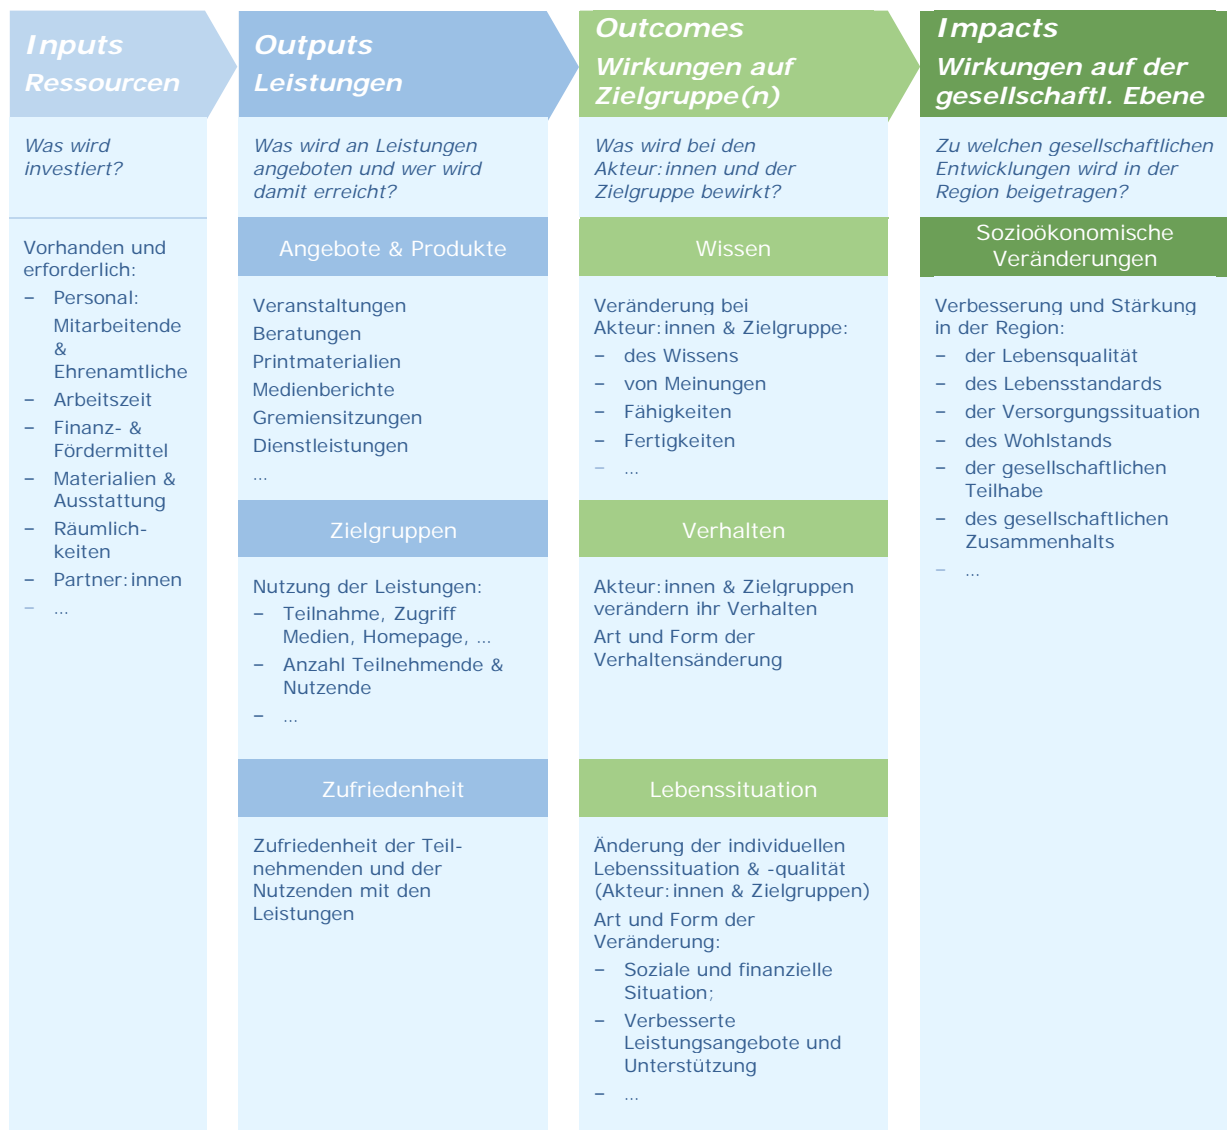 Inputs
Ressourcen
Was wird
investiert?
Vorhanden und
erforderlich:
– Personal:
Mitarbeitende
&
Ehrenamtliche
– Arbeitszeit
– Finanz- &
Fördermittel
– Materialien &
Ausstattung
– Räumlich-
keiten
– Partner:innen
– ...
Outputs
Leistungen
Was wird an Leistungen
angeboten und wer wird
damit erreicht?
Angebote & Produkte
Veranstaltungen
Beratungen
Printmaterialien
Medienberichte
Gremiensitzungen
Dienstleistungen
...
Zielgruppen
Nutzung der Leistungen:
– Teilnahme, Zugriff
Medien, Homepage, ...
– Anzahl Teilnehmende &
Nutzende
– ...
Zufriedenheit
Zufriedenheit der Teil-
nehmenden und der
Nutzenden mit den
Leistungen
Outcomes
Wirkungen auf
Zielgruppe(n)
Was wird bei den
Akteur:innen und der
Zielgruppe bewirkt?
Wissen
Veränderung bei
Akteur:innen & Zielgruppe:
– des Wissens
– von Meinungen
– Fähigkeiten
– Fertigkeiten
– ...
Verhalten
Akteur:innen & Zielgruppen
verändern ihr Verhalten
Art und Form der
Verhaltensänderung
Lebenssituation
Änderung der individuellen
Lebenssituation & -qualität
(Akteur:innen & Zielgruppen)
Art und Form der
Veränderung:
– Soziale und finanzielle
Situation;
– Verbesserte
Leistungsangebote und
Unterstützung
– ...
Impacts
Wirkungen auf der
gesellschaftl. Ebene
Zu welchen gesellschaftlichen
Entwicklungen wird in der
Region beigetragen?
Sozioökonomische
Veränderungen
Verbesserung und Stärkung
in der Region:
– der Lebensqualität
– des Lebensstandards
– der Versorgungssituation
– des Wohlstands
– der gesellschaftlichen
Teilhabe
– des gesellschaftlichen
Zusammenhalts
– ...